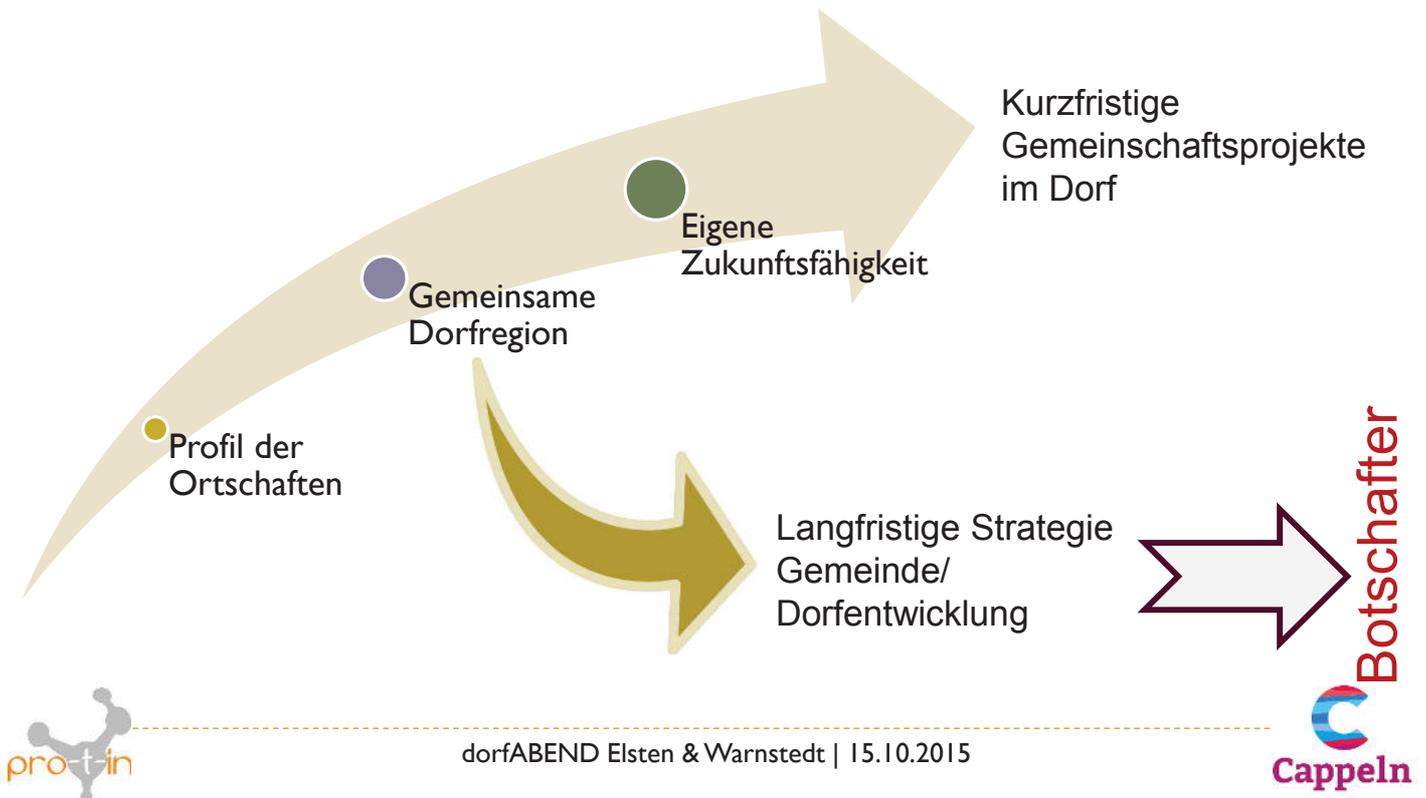 Kurzfristige
Gemeinschaftsprojekte
im Dorf
Eigene
Zukunftsfähigkeit
Gemeinsame
Dorfregion
Profil der
Ortschaften
Langfristige Strategie
Gemeinde/
Dorfentwicklung
Botschafter
pro-t-in
dorfABEND Elsten & Warnstedt | 15.10.2015
Cappeln